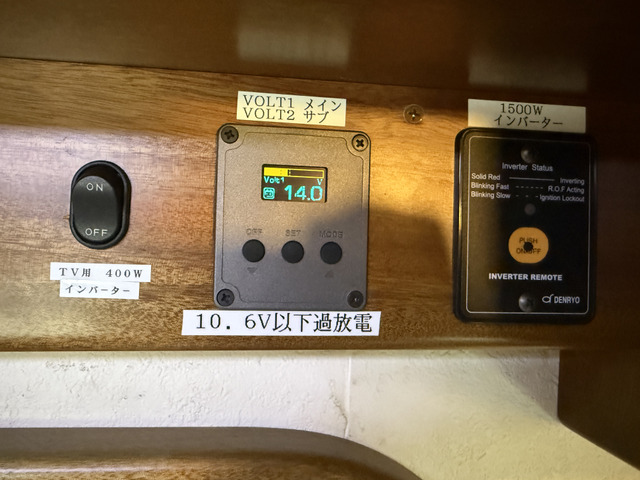 VOLT1 メイン
VOLT2 サブ
Volt1
V
14.0
OFF SET MODE
10．6V以下過放電
ON
OFF
TV用 400W
インバーター
1500W
インバーター
Inverter Status
Solid Red Inverting
Blinking Fast R.O.F Acting
Blinking Slow Ignition Lockout
PUSH
ON/OFF
INVERTER REMOTE
DENRYO